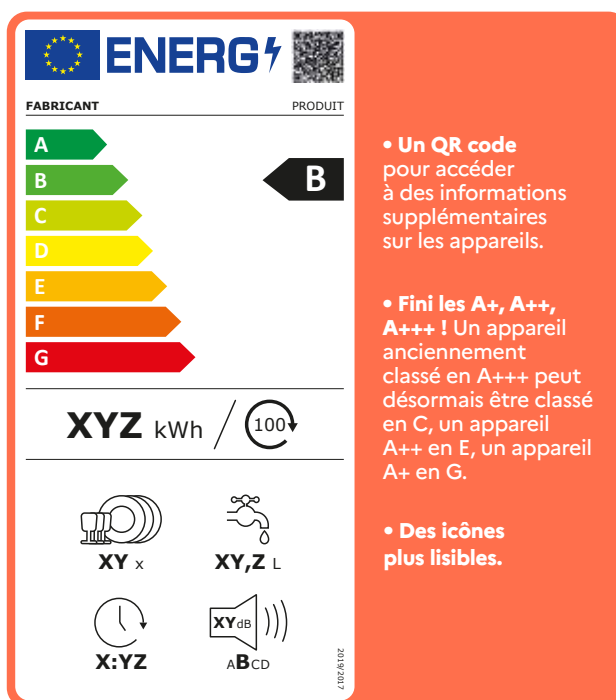 ENERG
FABRICANT PRODUIT
A
B B
C
D
E
F
G
XYZ kWh / 100
XY x XY,Z L
XY dB
X:YZ ABCD
2019/2017
• Un QR code
pour accéder
à des informations
supplémentaires
sur les appareils.
• Fini les A+, A++,
A+++ ! Un appareil
anciennement
classé en A+++ peut
désormais être classé
en C, un appareil
A++ en E, un appareil
A+ en G.
• Des icônes
plus lisibles.